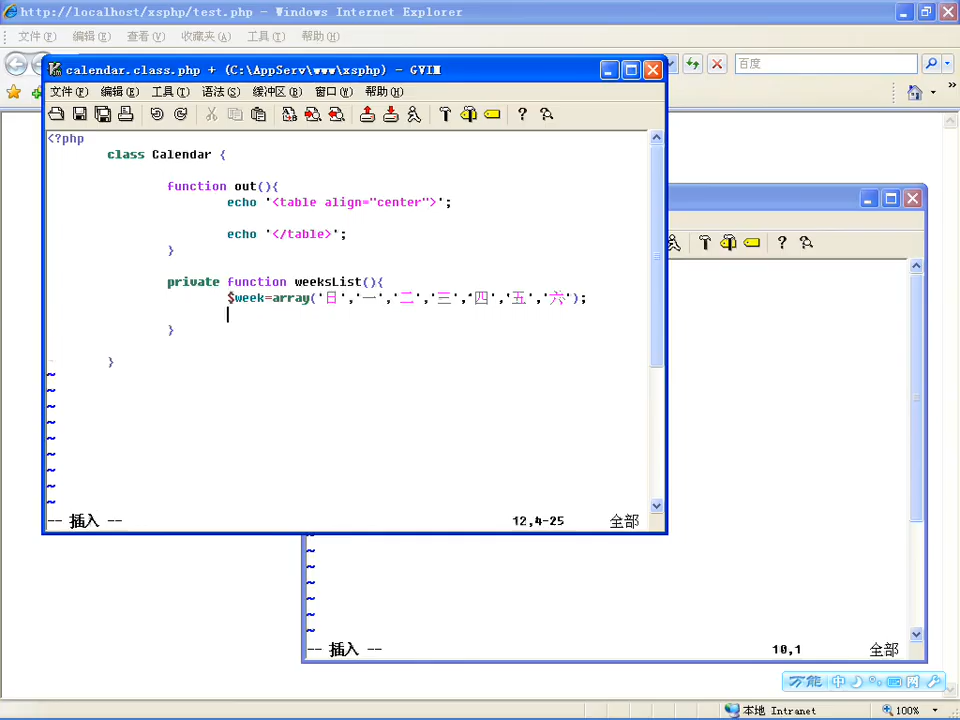 http://localhost/xsphp/test.php - Windows Internet Explorer
文件(F) 编辑(E) 查看(V) 收藏夹(A) 工具(T) 帮助(H)
百度
calendar.class.php + (C:\AppServ\www\xsphp) - GVIM
文件(F) 编辑(E) 工具(T) 语法(S) 缓冲区(B) 窗口(W) 帮助(H)
<?php
class Calendar {
function out(){
echo '<table align="center">';
echo '</table>';
}
private function weeksList(){
$week=array('日','一','二','三','四','五','六');
}
}
~
~
~
~
~
~
~
~
~
-- 插入 -- 12,4-25 全部
~
~
~
~
~
~
-- 插入 -- 10,1 全部
万能 中 网
本地 Intranet 100%